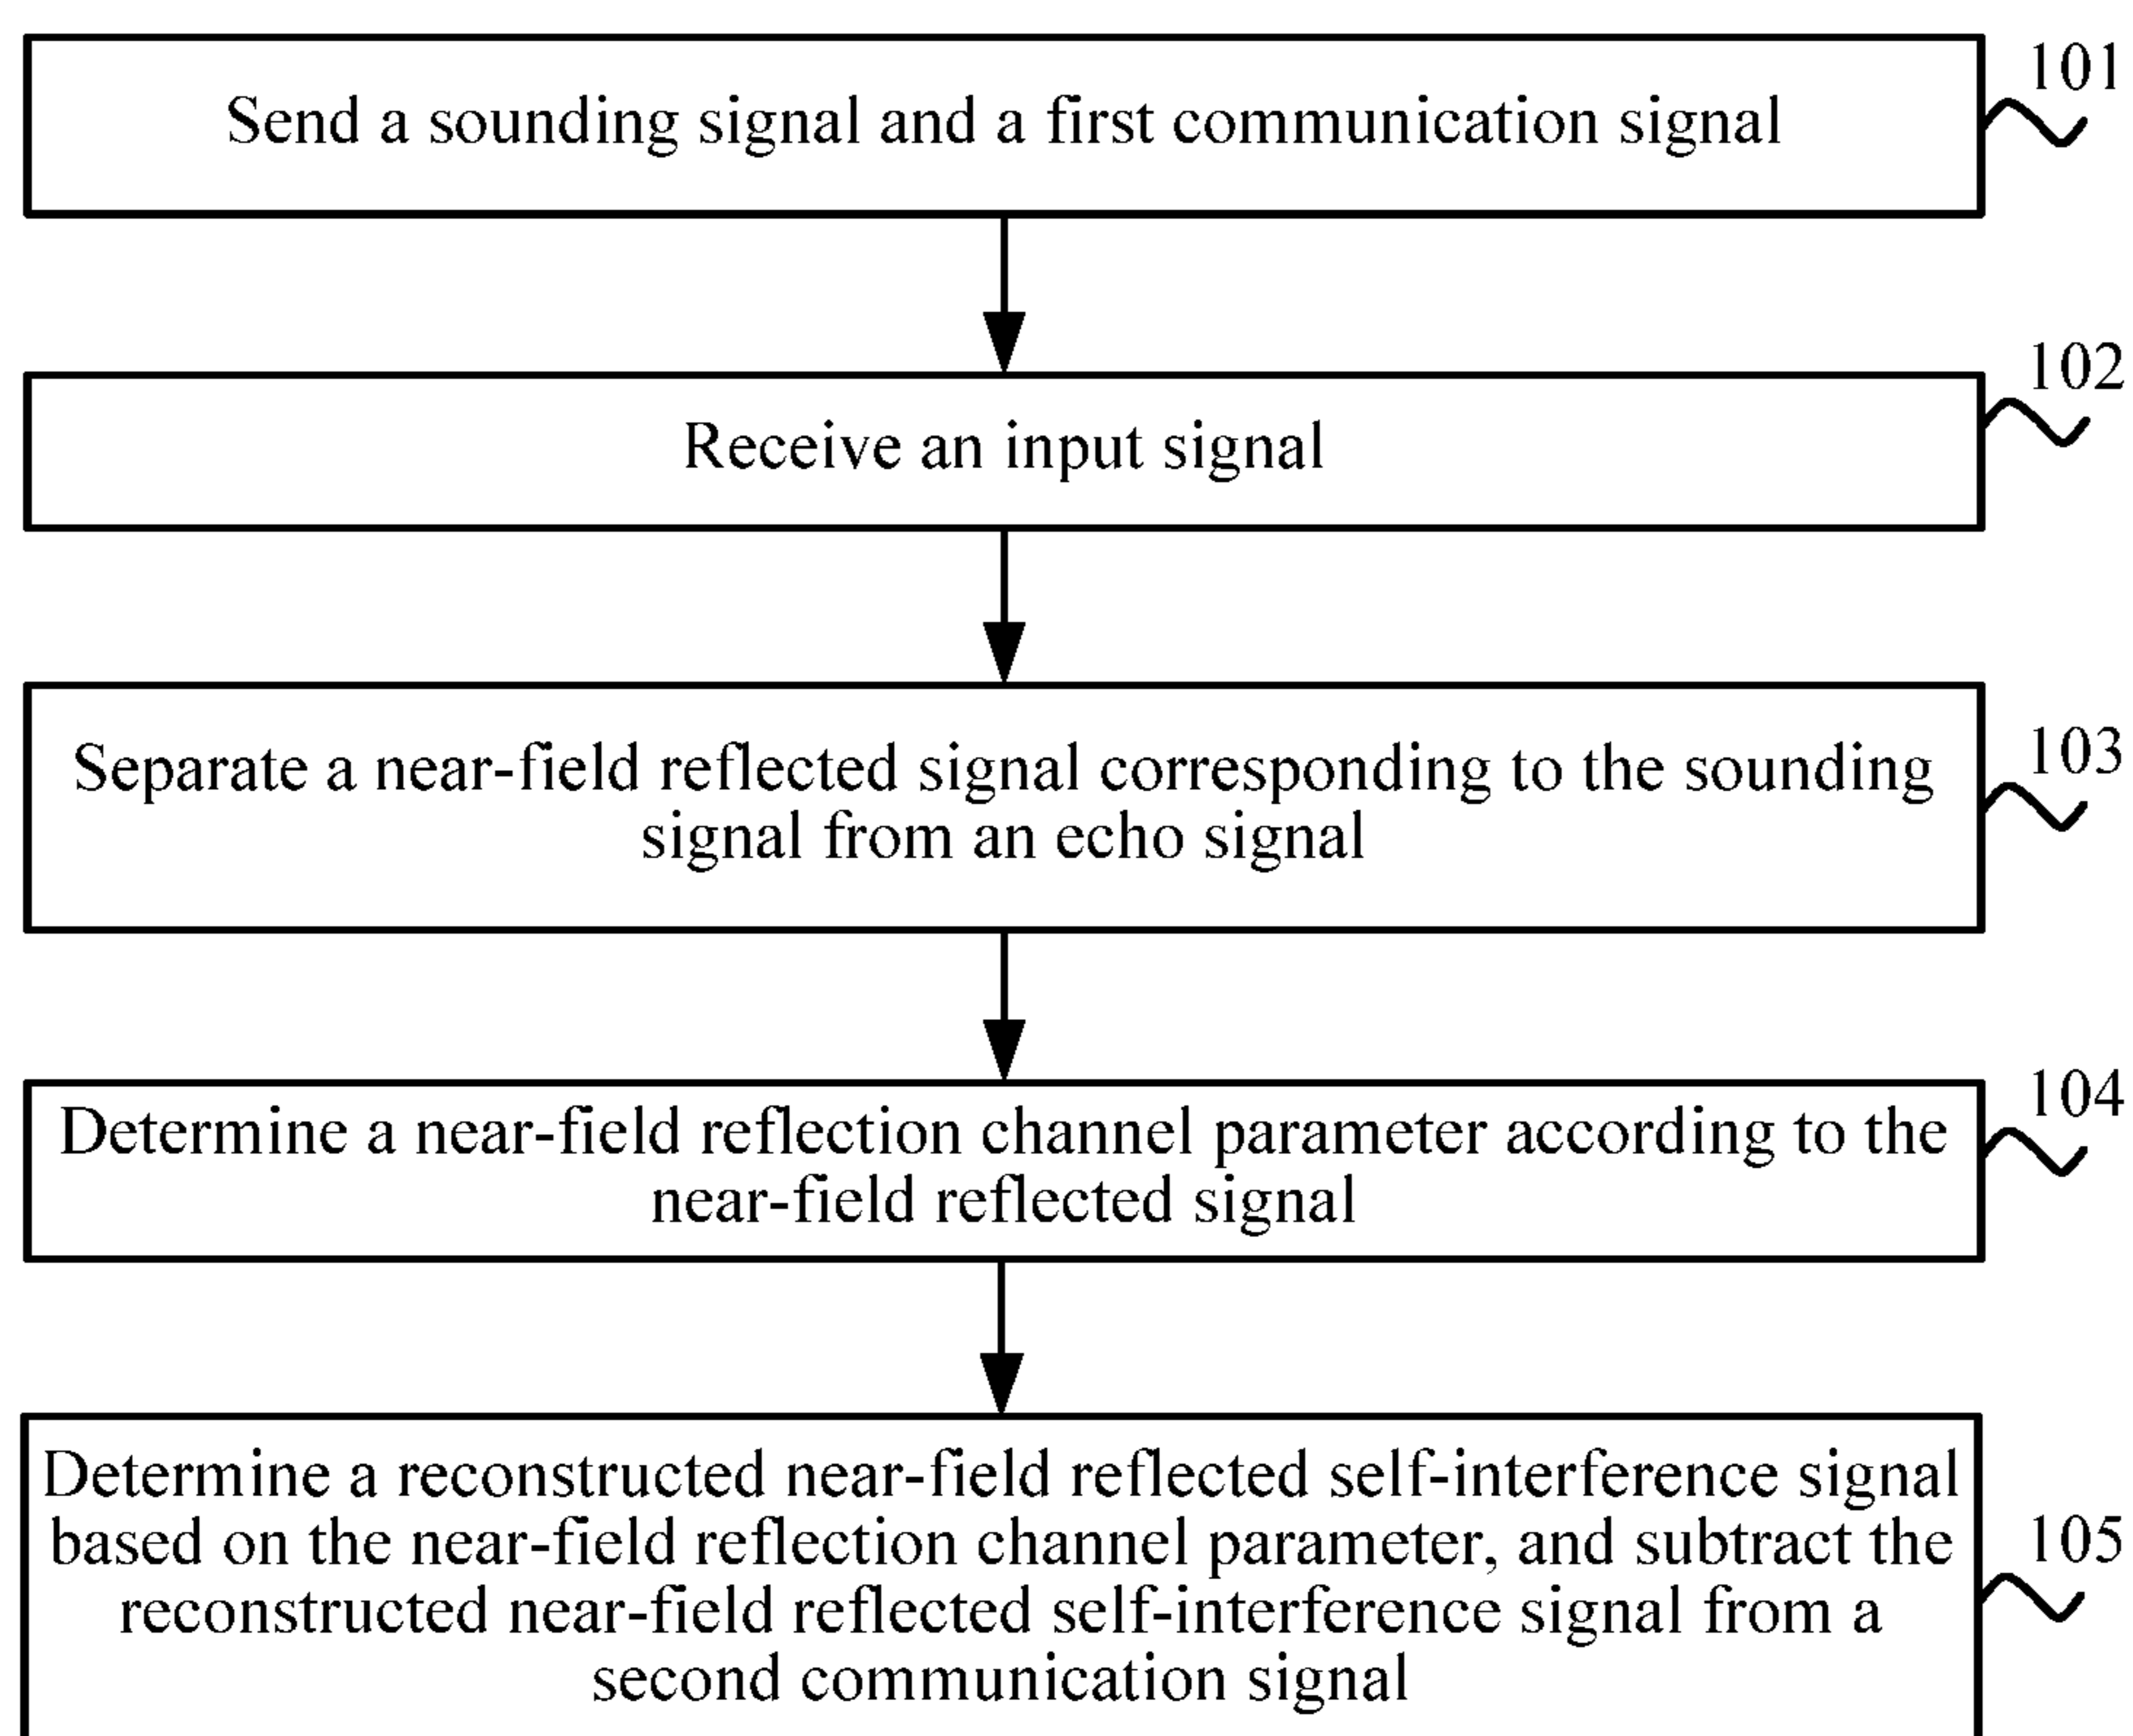 101
Send a sounding signal and a first communication signal
102
Receive an input signal
103
Separate a near-field reflected signal corresponding to the sounding
signal from an echo signal
104
Determine a near-field reflection channel parameter according to the
near-field reflected signal
105
Determine a reconstructed near-field reflected self-interference signal
based on the near-field reflection channel parameter, and subtract the
reconstructed near-field reflected self-interference signal from a
second communication signal